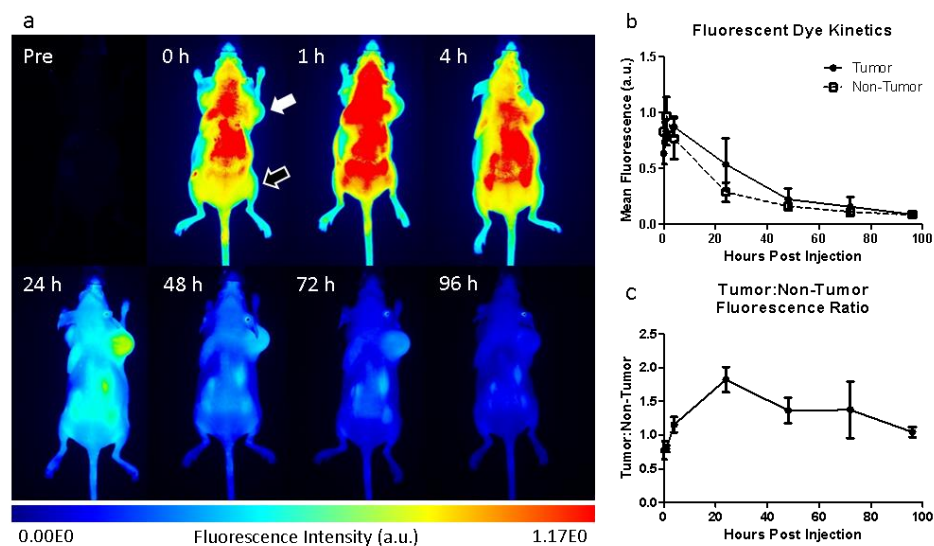 a
Pre
0 h
1 h
4 h
24 h
48 h
72 h
96 h
0.00E0
Fluorescence Intensity (a.u.)
1.17E0
b
Fluorescent Dye Kinetics
1.5
1.0
0.5
0.0
Mean Fluorescence (a.u.)
Tumor
Non-Tumor
0
20
40
60
80
100
Hours Post Injection
c
Tumor:Non-Tumor
Fluorescence Ratio
2.5
2.0
1.5
1.0
0.5
0.0
Tumor:Non-Tumor
0
20
40
60
80
100
Hours Post Injection